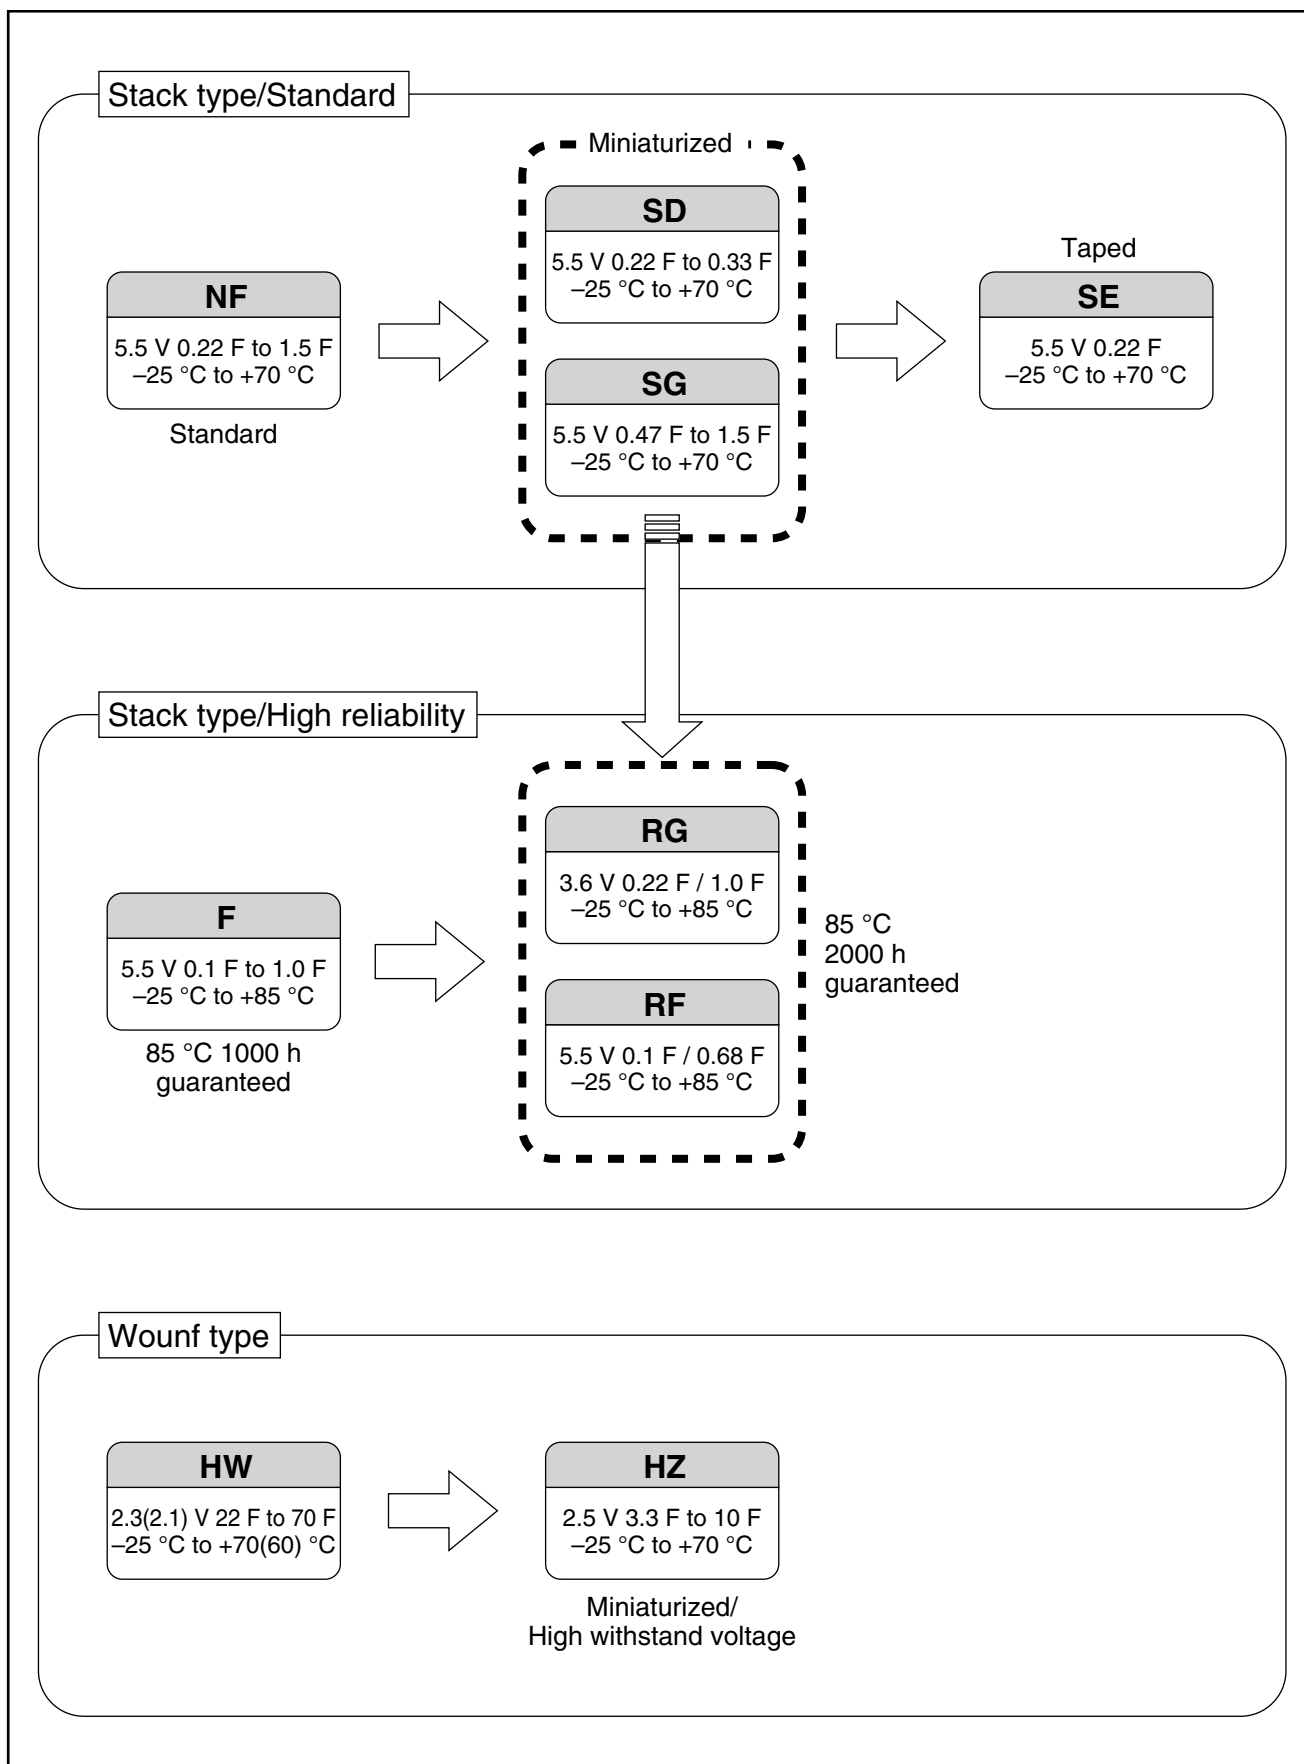 Stack type/Standard
Miniaturized
NF
5.5 V 0.22 F to 1.5 F
–25 °C to +70 °C
Standard
SD
5.5 V 0.22 F to 0.33 F
–25 °C to +70 °C
SG
5.5 V 0.47 F to 1.5 F
–25 °C to +70 °C
Taped
SE
5.5 V 0.22 F
–25 °C to +70 °C
Stack type/High reliability
F
5.5 V 0.1 F to 1.0 F
–25 °C to +85 °C
85 °C 1000 h
guaranteed
RG
3.6 V 0.22 F / 1.0 F
–25 °C to +85 °C
RF
5.5 V 0.1 F / 0.68 F
–25 °C to +85 °C
85 °C
2000 h
guaranteed
Wounf type
HW
2.3(2.1) V 22 F to 70 F
–25 °C to +70(60) °C
HZ
2.5 V 3.3 F to 10 F
–25 °C to +70 °C
Miniaturized/
High withstand voltage